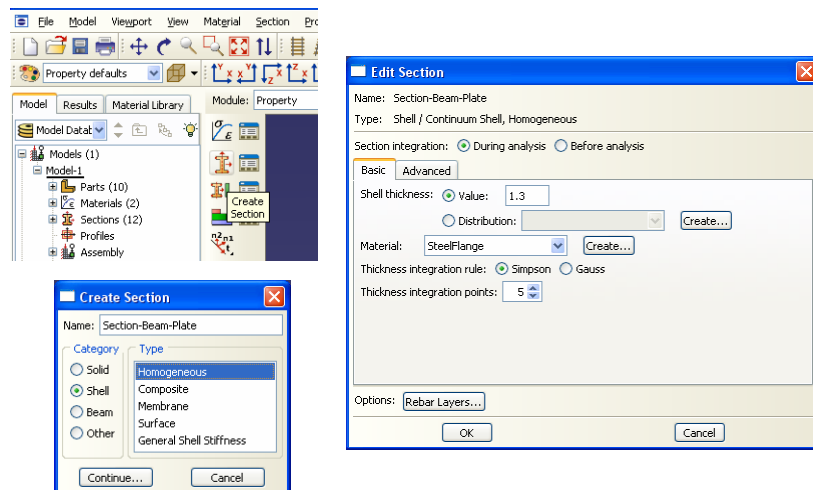 File Model Viewport View Material Section Pro
Property defaults
Model Results Material Library Module: Property
Model Datab
Models (1)
Model-1
Parts (10)
Materials (2)
Sections (12)
Profiles
Assembly
Create
Section
Create Section
Name: Section-Beam-Plate
Category Type
Solid Homogeneous
Shell Composite
Beam Membrane
Other Surface
General Shell Stiffness
Continue... Cancel
Edit Section
Name: Section-Beam-Plate
Type: Shell / Continuum Shell, Homogeneous
Section integration: During analysis Before analysis
Basic Advanced
Shell thickness: Value: 1.3
Distribution: Create...
Material: SteelFlange Create...
Thickness integration rule: Simpson Gauss
Thickness integration points: 5
Options: Rebar Layers...
OK Cancel